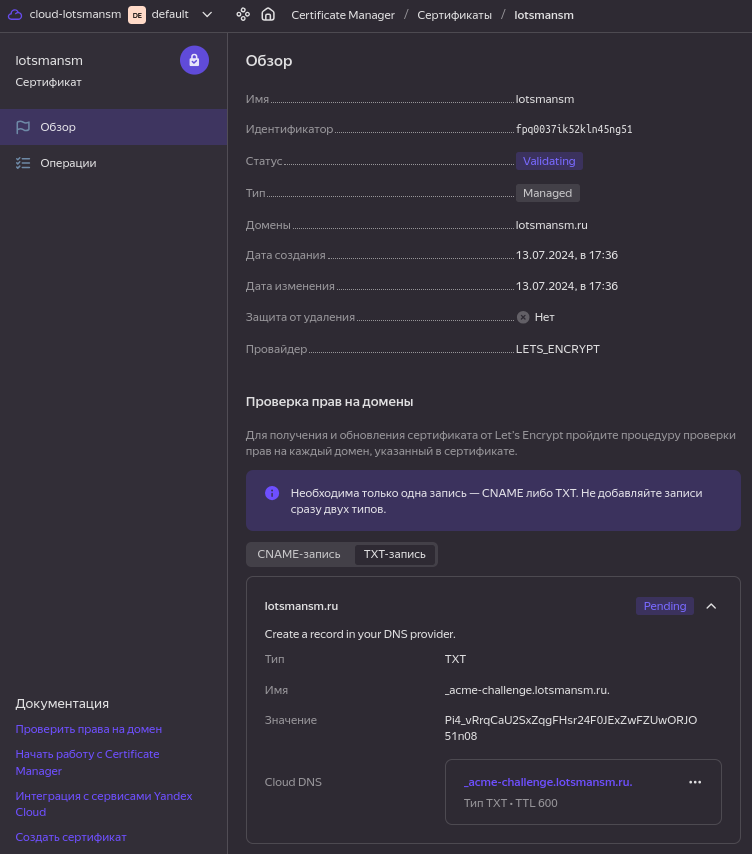 cloud-lotsmansm DE default Certificate Manager / Сертификаты / lotsmansm
lotsmansm
Сертификат
Обзор
Операции
Документация
Проверить права на домен
Начать работу с Certificate
Manager
Интеграция с сервисами Yandex
Cloud
Создать сертификат
Обзор
Имя lotsmansm
Идентификатор fpq0037ik52kln45ng51
Статус Validating
Тип Managed
Домены lotsmansm.ru
Дата создания 13.07.2024, в 17:36
Дата изменения 13.07.2024, в 17:36
Защита от удаления Нет
Провайдер LETS_ENCRYPT
Проверка прав на домены
Для получения и обновления сертификата от Let's Encrypt пройдите процедуру проверки
прав на каждый домен, указанный в сертификате.
Необходима только одна запись — CNAME либо TXT. Не добавляйте записи
сразу двух типов.
CNAME-запись TXT-запись
lotsmansm.ru Pending
Create a record in your DNS provider.
Тип TXT
Имя _acme-challenge.lotsmansm.ru.
Значение Pi4_vRrqCaU2SxZqgFHsr24F0JExZwFZUwORJO
51n08
Cloud DNS _acme-challenge.lotsmansm.ru.
Тип TXT • TTL 600